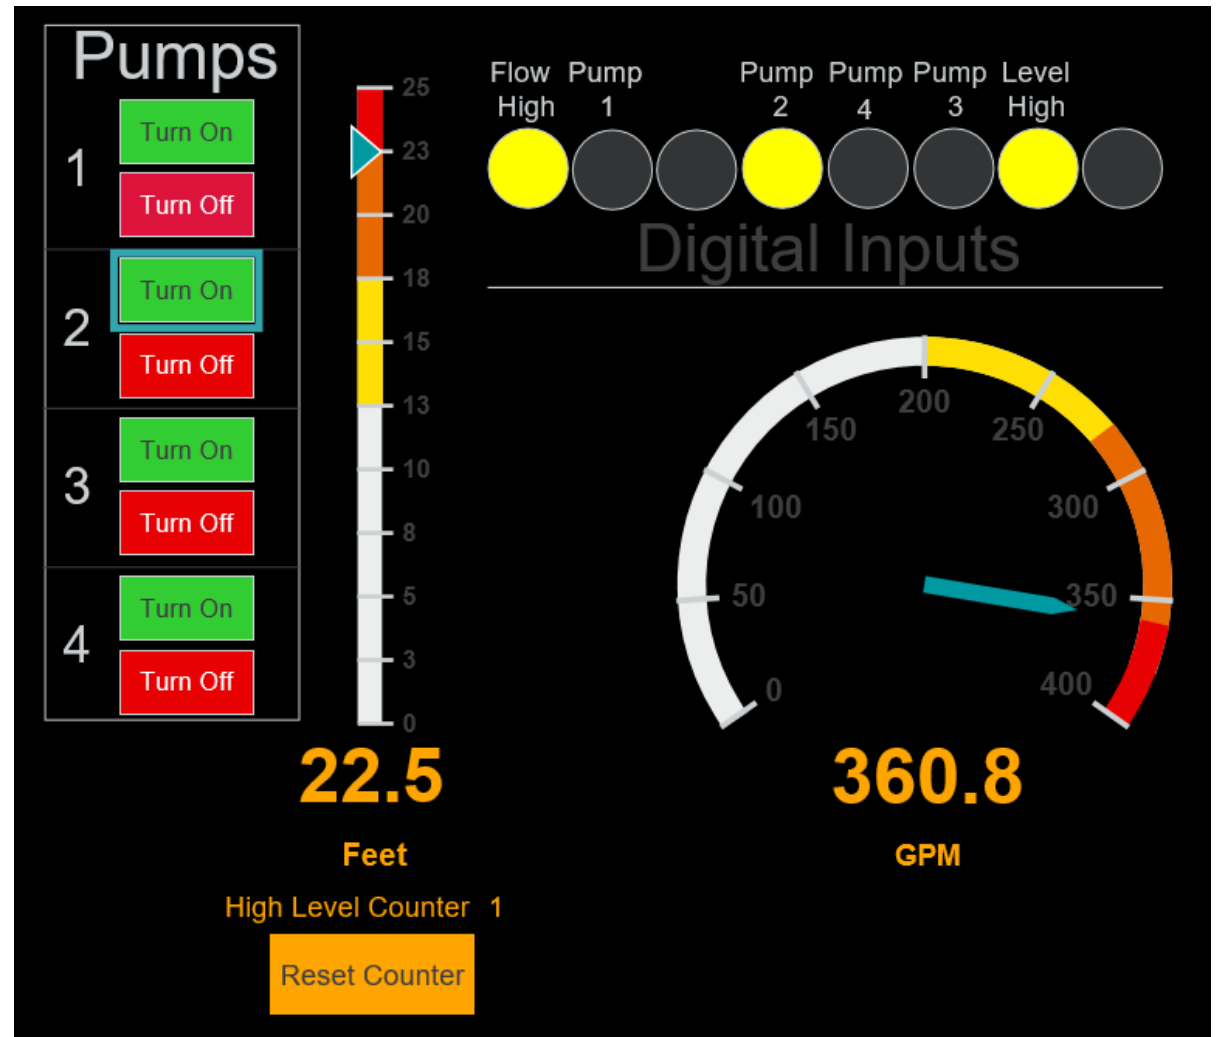 Pumps
1
Turn On
Turn Off
2
Turn On
Turn Off
3
Turn On
Turn Off
4
Turn On
Turn Off
25
23
20
18
15
13
10
8
5
3
0
22.5
Feet
High Level Counter 1
Reset Counter
Flow Pump Pump Pump Pump Level
High 1 2 4 3 High
Digital Inputs
0
50
100
150
200
250
300
350
400
360.8
GPM